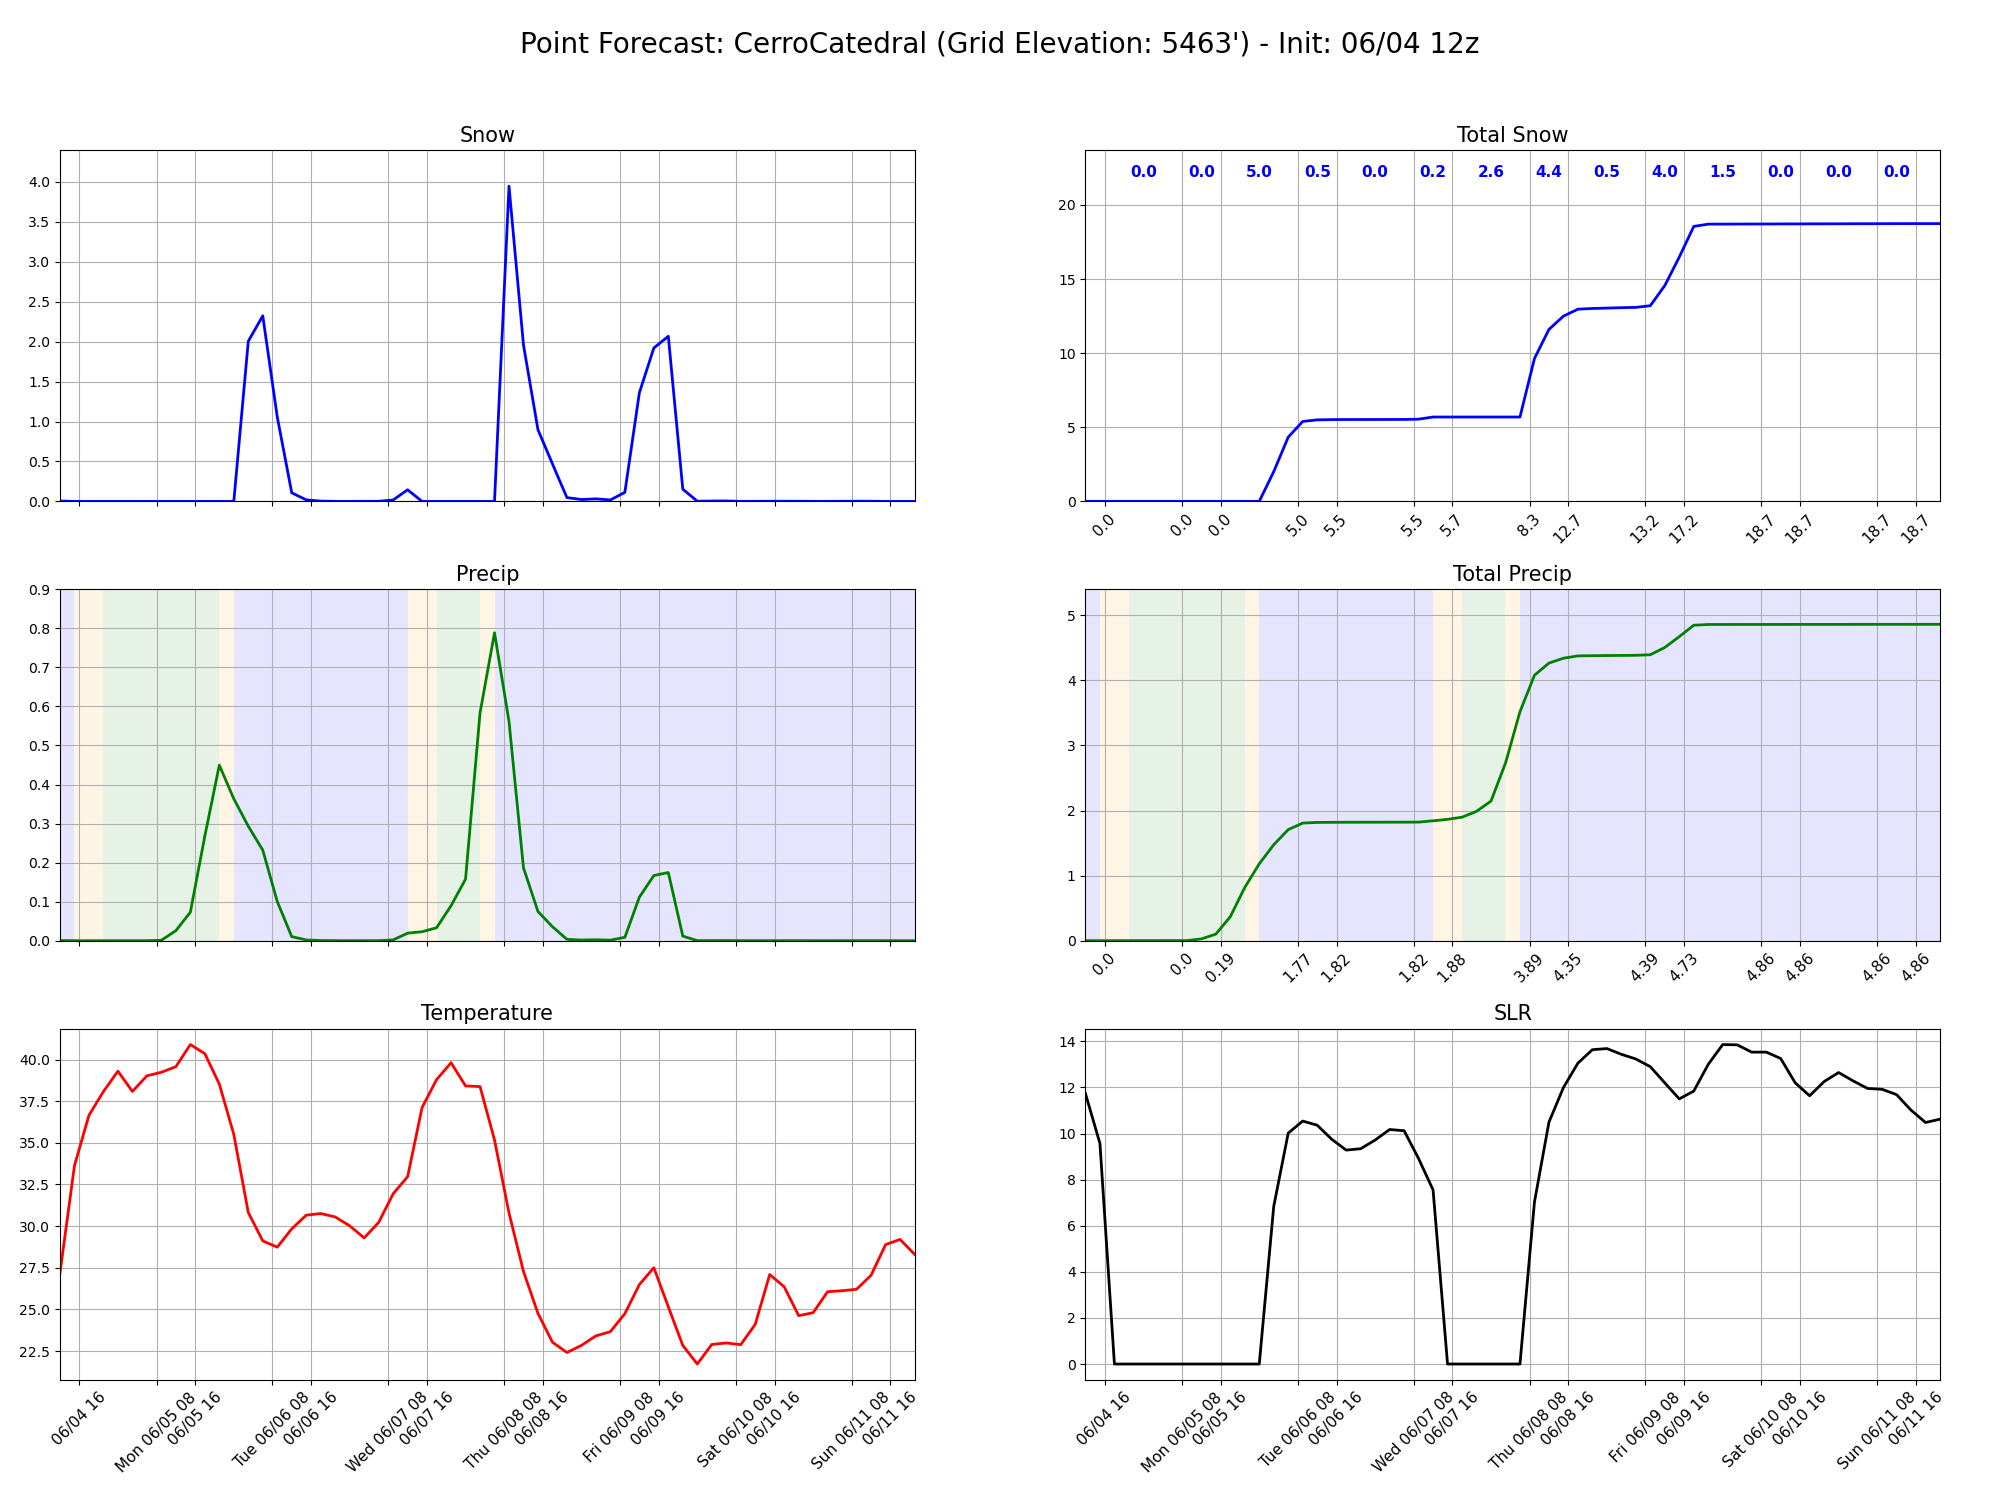 Point Forecast: CerroCatedral (Grid Elevation: 5463') - Init: 06/04 12z
Snow
4.0
3.5
3.0
2.5
2.0
1.5
1.0
0.5
0.0
Total Snow
0.0 0.0 5.0 0.5 0.0 0.2 2.6 4.4 0.5 4.0 1.5 0.0 0.0 0.0
20
15
10
5
0
0.0 0.0 0.0 5.0 5.5 5.5 5.7 8.3 12.7 13.2 17.2 18.7 18.7 18.7 18.7
Precip
0.9
0.8
0.7
0.6
0.5
0.4
0.3
0.2
0.1
0.0
Total Precip
5
4
3
2
1
0
0.0 0.0 0.19 1.77 1.82 1.82 1.88 3.89 4.35 4.39 4.73 4.86 4.86 4.86 4.86
Temperature
40.0
37.5
35.0
32.5
30.0
27.5
25.0
22.5
06/04 16
Mon 06/05 08
06/05 16
Tue 06/06 08
06/06 16
Wed 06/07 08
06/07 16
Thu 06/08 08
06/08 16
Fri 06/09 08
06/09 16
Sat 06/10 08
06/10 16
Sun 06/11 08
06/11 16
SLR
14
12
10
8
6
4
2
0
06/04 16
Mon 06/05 08
06/05 16
Tue 06/06 08
06/06 16
Wed 06/07 08
06/07 16
Thu 06/08 08
06/08 16
Fri 06/09 08
06/09 16
Sat 06/10 08
06/10 16
Sun 06/11 08
06/11 16